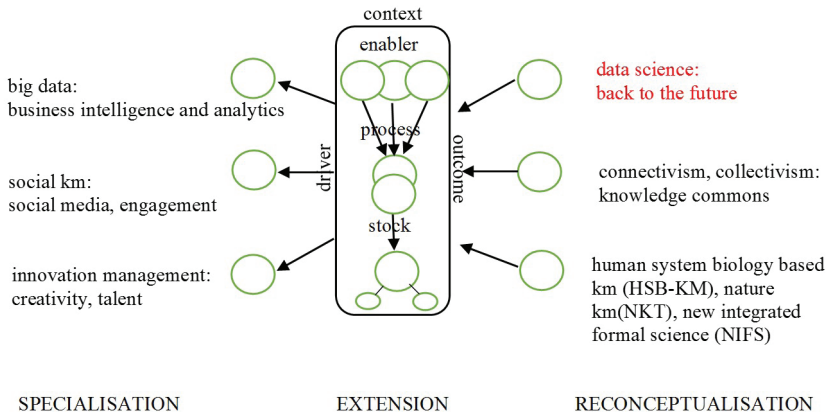 context
enabler
process
driver
outcome
stock
big data:
business intelligence and analytics
social km:
social media, engagement
innovation management:
creativity, talent
data science:
back to the future
connectivism, collectivism:
knowledge commons
human system biology based
km (HSB-KM), nature
km(NKT), new integrated
formal science (NIFS)
SPECIALISATION
EXTENSION
RECONCEPTUALISATION